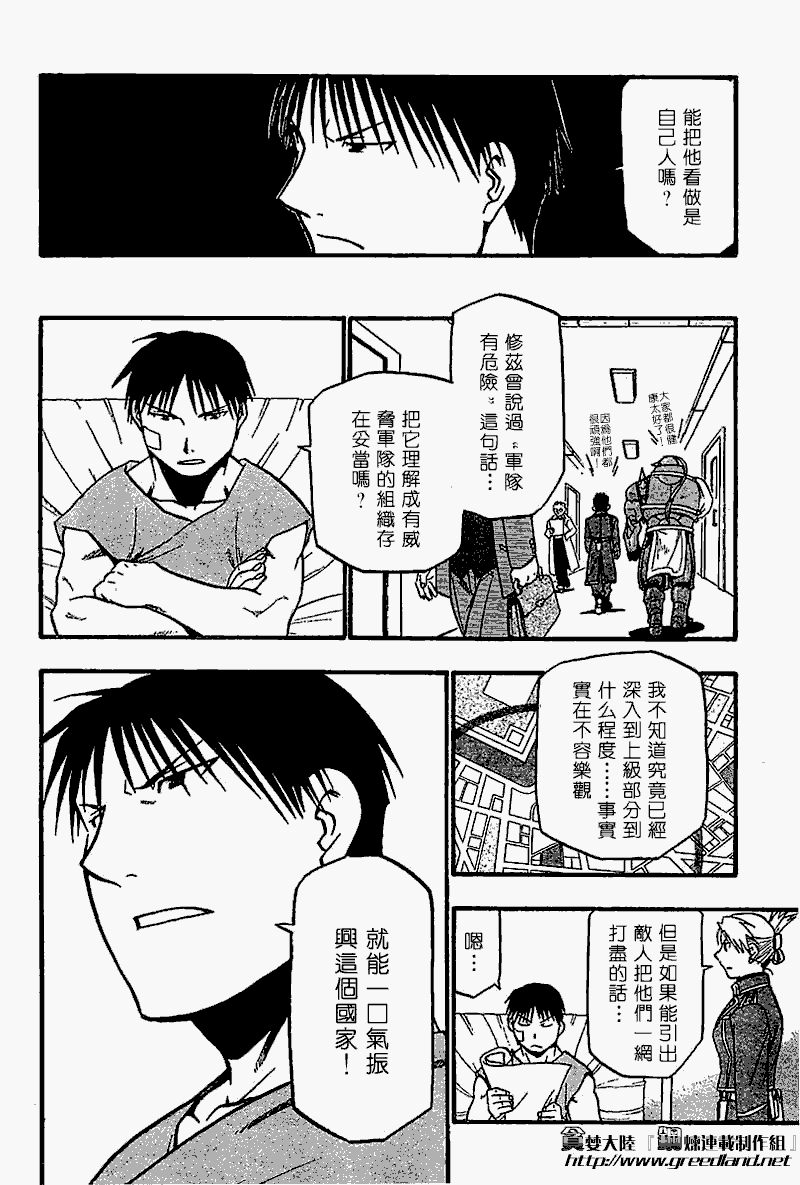 能把他看做是
自己人嗎？
修茲曾說過〝軍隊
有危險〞這句話…
把它理解成有威
脅軍隊的組織存
在妥當嗎？
大家都很健
康太好了！
因為他們都
很頑強啊！
我不知道究竟已經
深入到上級部分到
什么程度……事實
實在不容樂觀
但是如果能引出
敵人把他們一網
打盡的話…
嗯…
就能一口氣振
興這個國家！
貪婪大陸『鋼煉連載制作組』
http://www.greedland.net